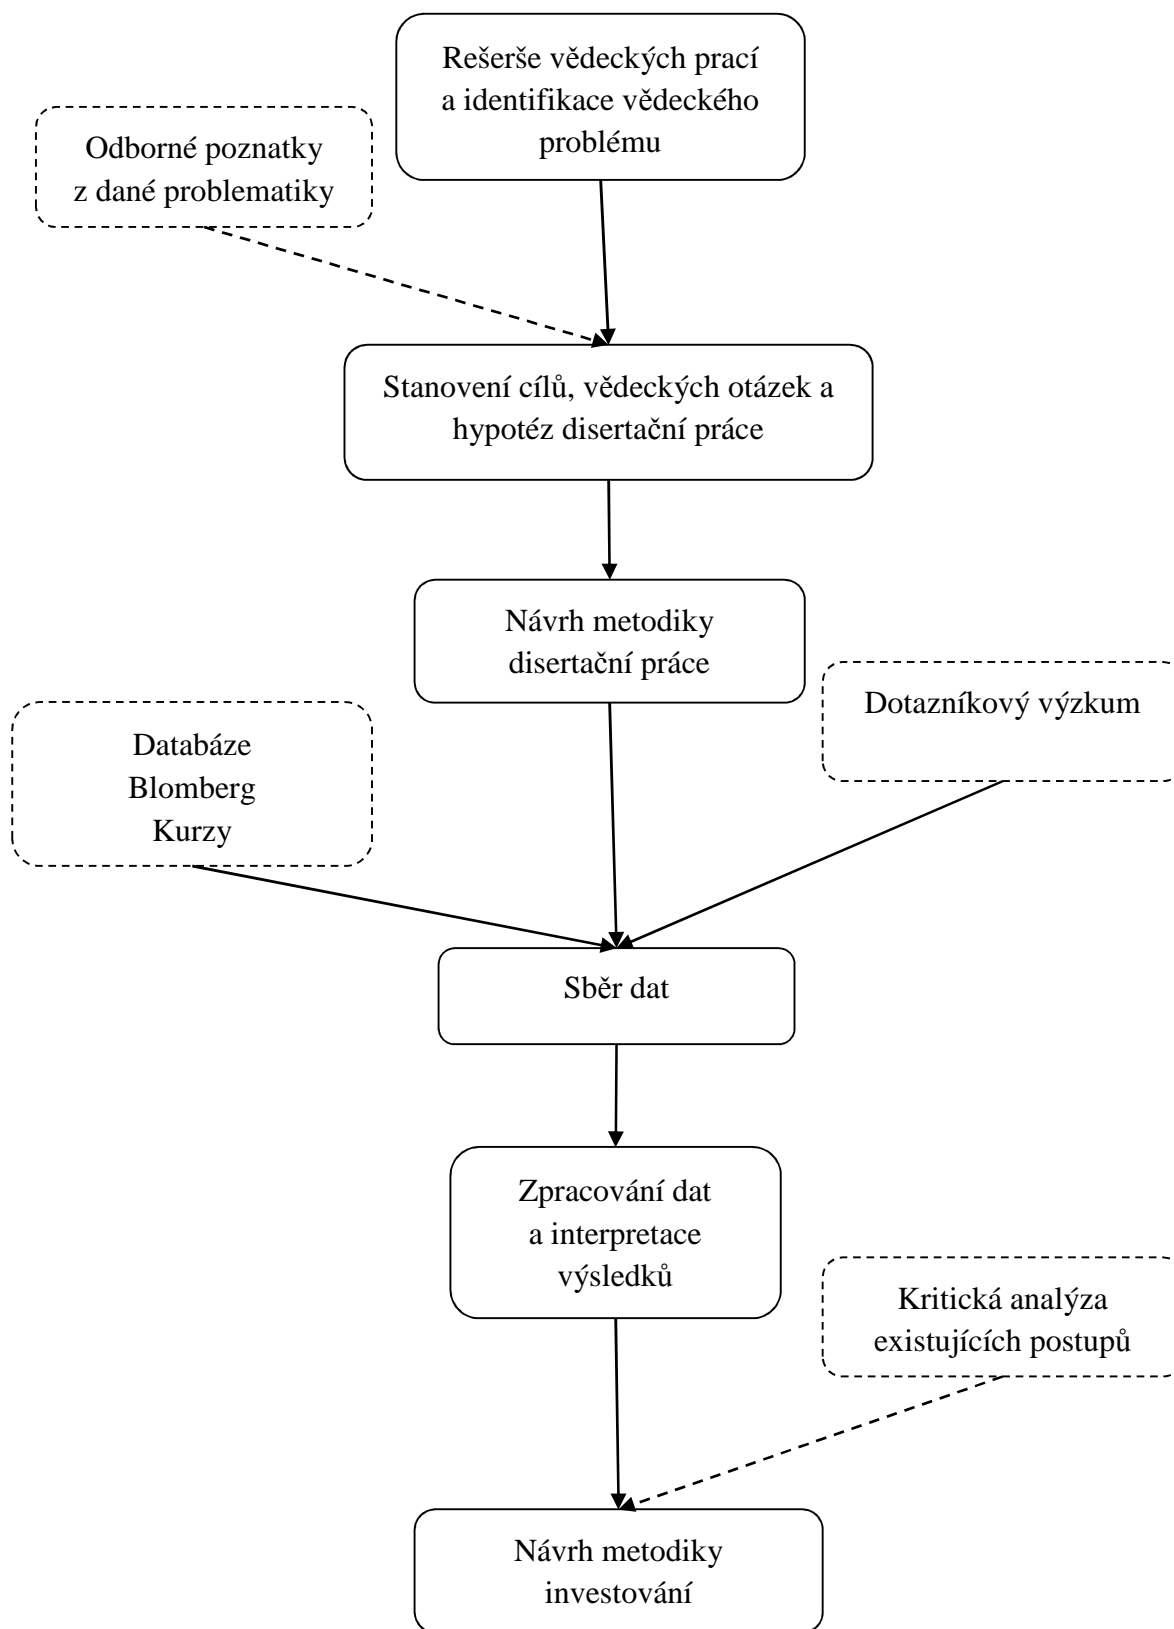 Rešerše vědeckých prací
a identifikace vědeckého
problému
Odborné poznatky
z dané problematiky
Stanovení cílů, vědeckých otázek a
hypotéz disertační práce
Návrh metodiky
disertační práce
Dotazníkový výzkum
Databáze
Blomberg
Kurzy
Sběr dat
Zpracování dat
a interpretace
výsledků
Kritická analýza
existujících postupů
Návrh metodiky
investování